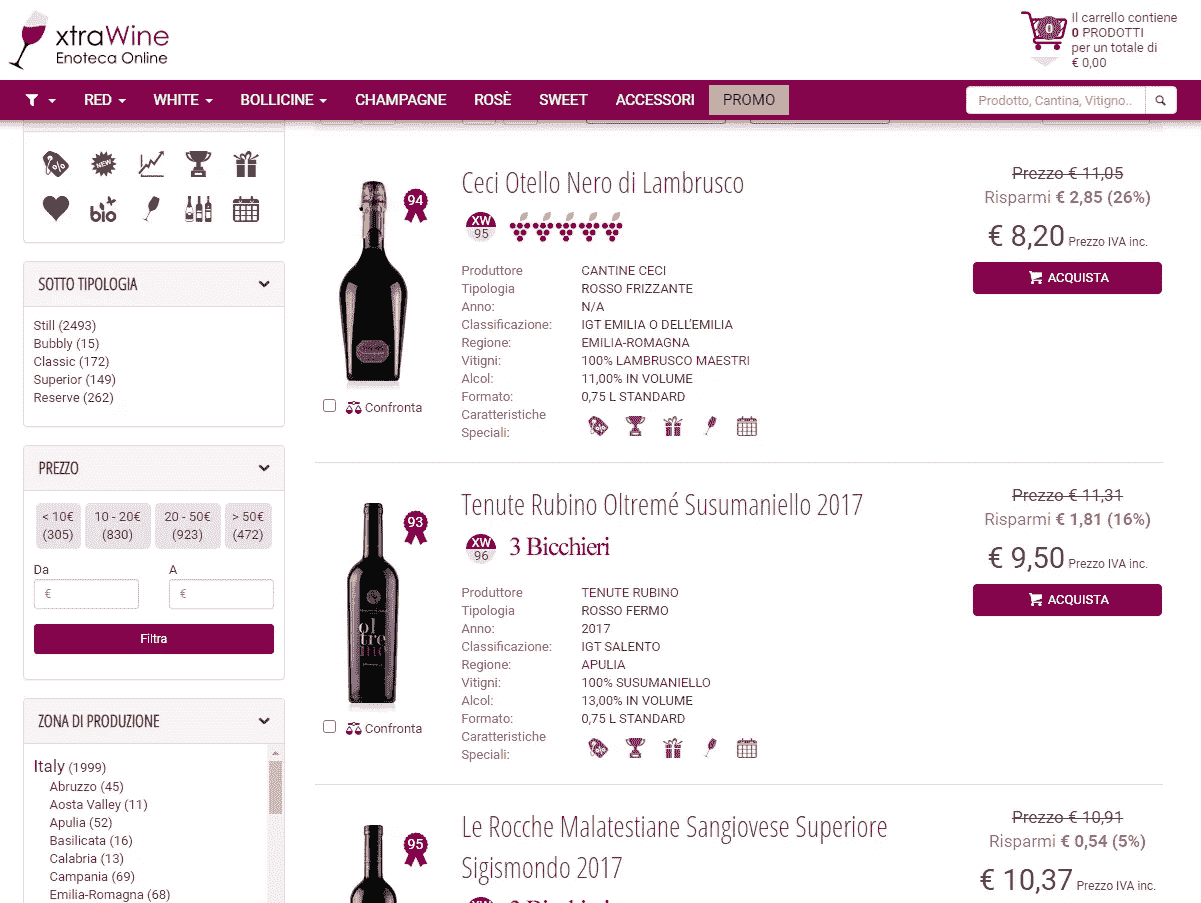 xtraWine
Enoteca Online
Il carrello contiene
0 PRODOTTI
per un totale di
€ 0,00
0
RED
WHITE
BOLLICINE
CHAMPAGNE
ROSÈ
SWEET
ACCESSORI
PROMO
Prodotto, Cantina, Vitigno..
%
NEW
bio
SOTTO TIPOLOGIA
Still (2493)
Bubbly (15)
Classic (172)
Superior (149)
Reserve (262)
PREZZO
< 10€ (305)
10 - 20€ (830)
20 - 50€ (923)
> 50€ (472)
Da
A
€
€
Filtra
ZONA DI PRODUZIONE
Italy (1999)
Abruzzo (45)
Aosta Valley (11)
Apulia (52)
Basilicata (16)
Calabria (13)
Campania (69)
Emilia-Romagna (68)
94
Confronta
Ceci Otello Nero di Lambrusco
XW
95
Produttore CANTINE CECI
Tipologia ROSSO FRIZZANTE
Anno: N/A
Classificazione: IGT EMILIA O DELL'EMILIA
Regione: EMILIA-ROMAGNA
Vitigni: 100% LAMBRUSCO MAESTRI
Alcol: 11,00% IN VOLUME
Formato: 0,75 L STANDARD
Caratteristiche
Speciali:
Prezzo € 11,05
Risparmi € 2,85 (26%)
€ 8,20 Prezzo IVA inc.
ACQUISTA
93
ol
tre
Confronta
Tenute Rubino Oltremé Susumaniello 2017
XW
96
3 Bicchieri
Produttore TENUTE RUBINO
Tipologia ROSSO FERMO
Anno: 2017
Classificazione: IGT SALENTO
Regione: APULIA
Vitigni: 100% SUSUMANIELLO
Alcol: 13,00% IN VOLUME
Formato: 0,75 L STANDARD
Caratteristiche
Speciali:
Prezzo € 11,31
Risparmi € 1,81 (16%)
€ 9,50 Prezzo IVA inc.
ACQUISTA
95
Le Rocche Malatestiane Sangiovese Superiore
Sigismondo 2017
Prezzo € 10,91
Risparmi € 0,54 (5%)
€ 10,37 Prezzo IVA inc.